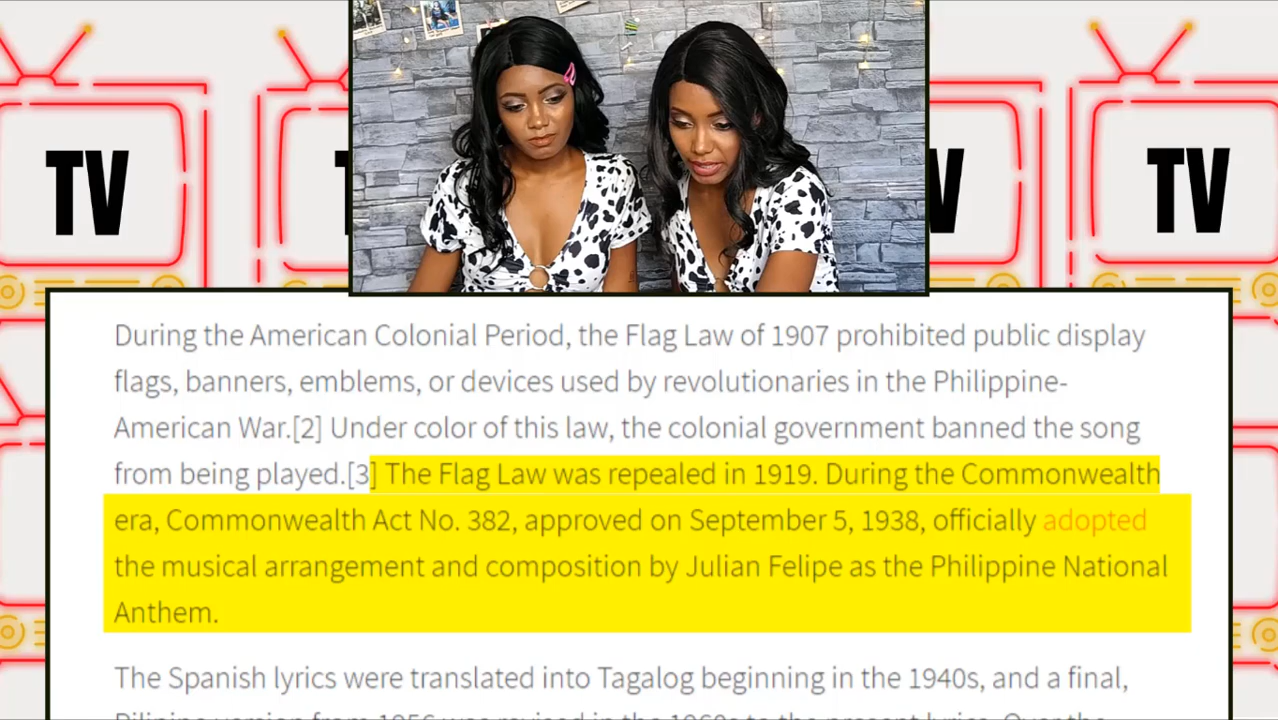 TV
TV
During the American Colonial Period, the Flag Law of 1907 prohibited public display
flags, banners, emblems, or devices used by revolutionaries in the Philippine-
American War.[2] Under color of this law, the colonial government banned the song
from being played.[3] The Flag Law was repealed in 1919. During the Commonwealth
era, Commonwealth Act No. 382, approved on September 5, 1938, officially adopted
the musical arrangement and composition by Julian Felipe as the Philippine National
Anthem.
The Spanish lyrics were translated into Tagalog beginning in the 1940s, and a final,